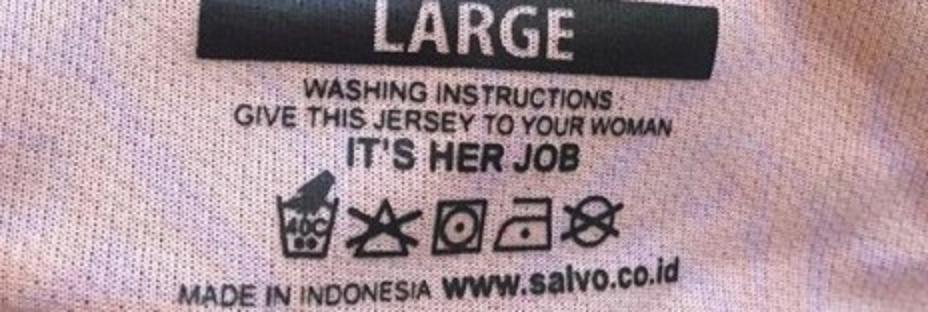 LARGE
WASHING INSTRUCTIONS :
GIVE THIS JERSEY TO YOUR WOMAN
IT'S HER JOB
40C
MADE IN INDONESIA www.salvo.co.id